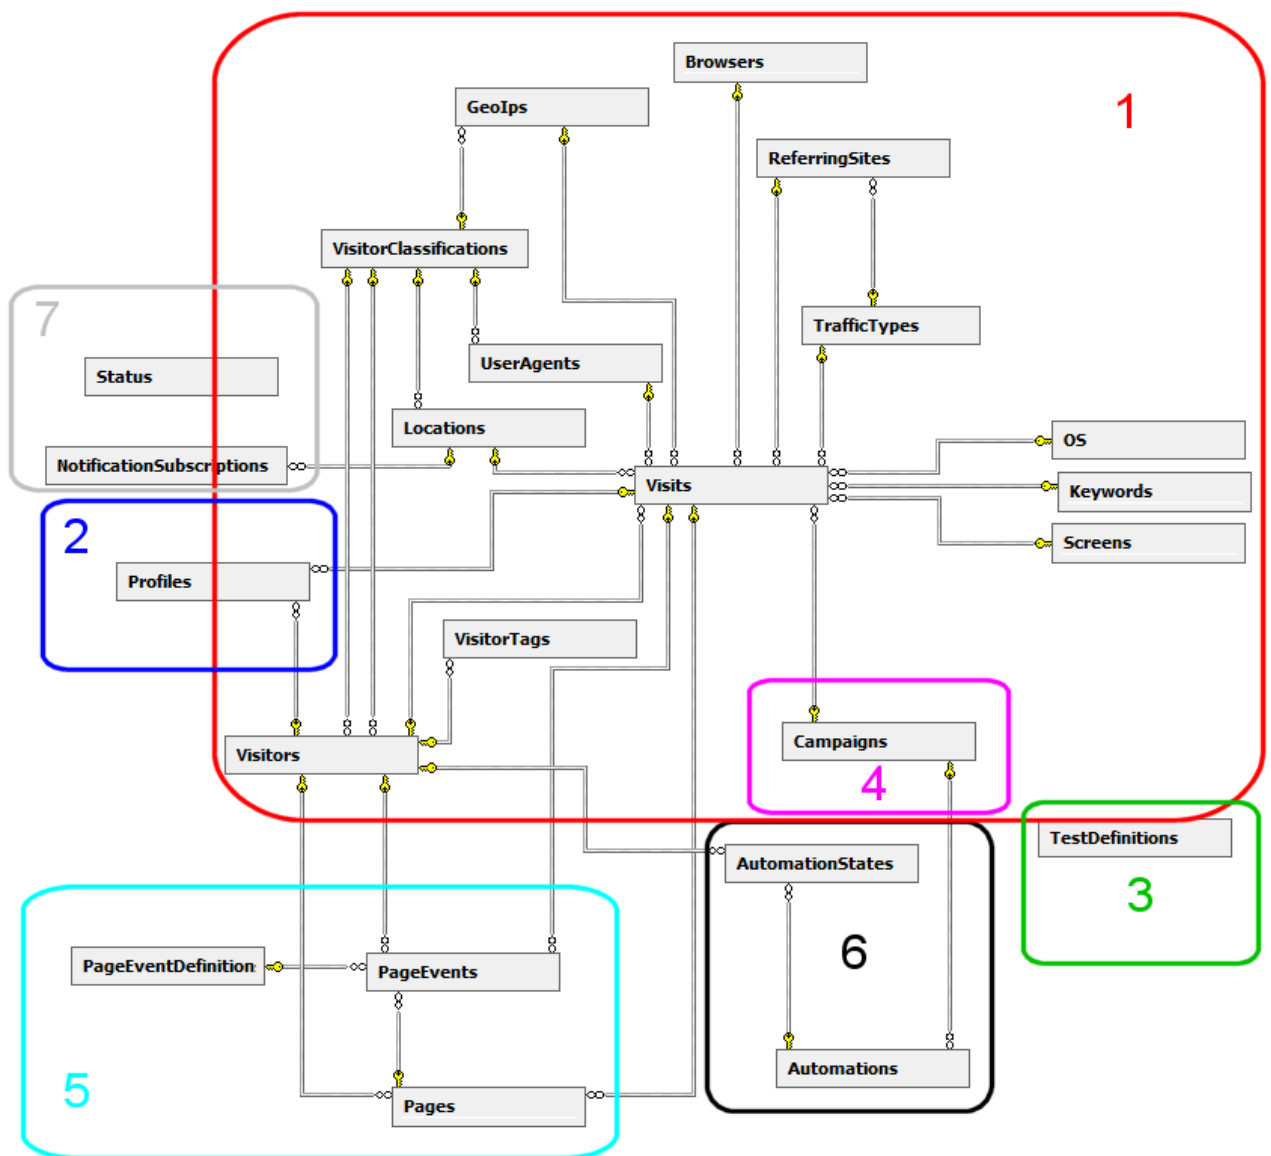 Browsers
1
GeoIps
ReferringSites
VisitorClassifications
7
TrafficTypes
Status
UserAgents
Locations
OS
NotificationSubscriptions
Visits
Keywords
2
Screens
Profiles
VisitorTags
Campaigns
Visitors
4
TestDefinitions
AutomationStates
3
6
PageEventDefinition
PageEvents
Automations
5
Pages